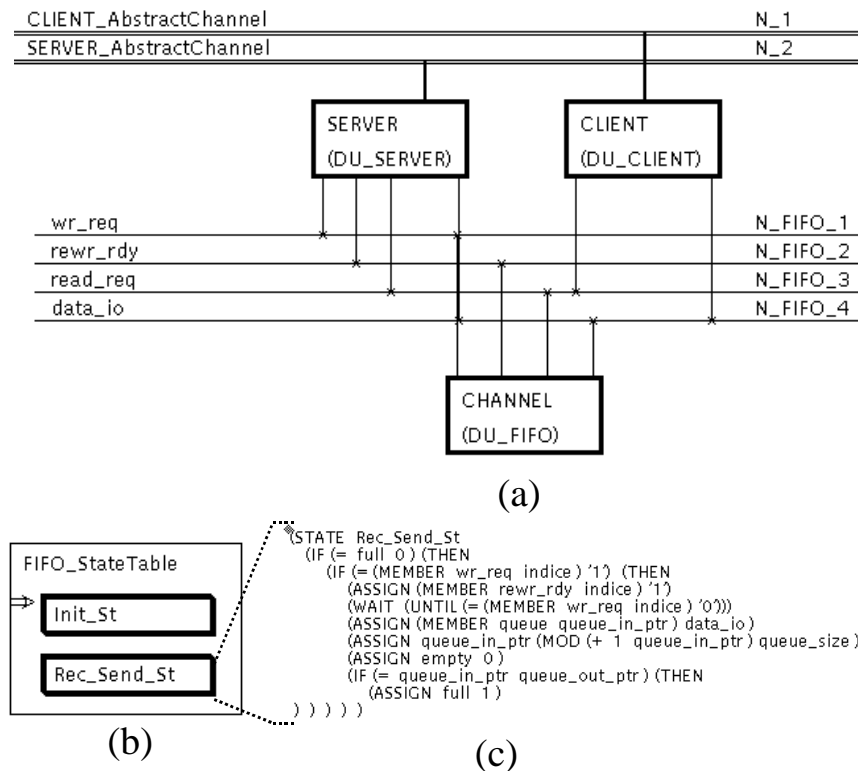 CLIENT_AbstractChannel N_1
SERVER_AbstractChannel N_2
SERVER CLIENT
(DU_SERVER) (DU_CLIENT)
wr_req N_FIFO_1
rewr_rdy N_FIFO_2
read_req N_FIFO_3
data_io N_FIFO_4
CHANNEL
(DU_FIFO)
(a)
FIFO_StateTable
Init_St
Rec_Send_St
(b)
(STATE Rec_Send_St
(IF (= full 0 ) (THEN
(IF (= (MEMBER wr_req indice ) '1') (THEN
(ASSIGN (MEMBER rewr_rdy indice ) '1')
(WAIT (UNTIL (= (MEMBER wr_req indice ) '0')))
(ASSIGN (MEMBER queue queue_in_ptr ) data_io )
(ASSIGN queue_in_ptr (MOD (+ 1 queue_in_ptr ) queue_size )
(ASSIGN empty 0 )
(IF (= queue_in_ptr queue_out_ptr ) (THEN
(ASSIGN full 1 )
) ) ) ) )
(c)